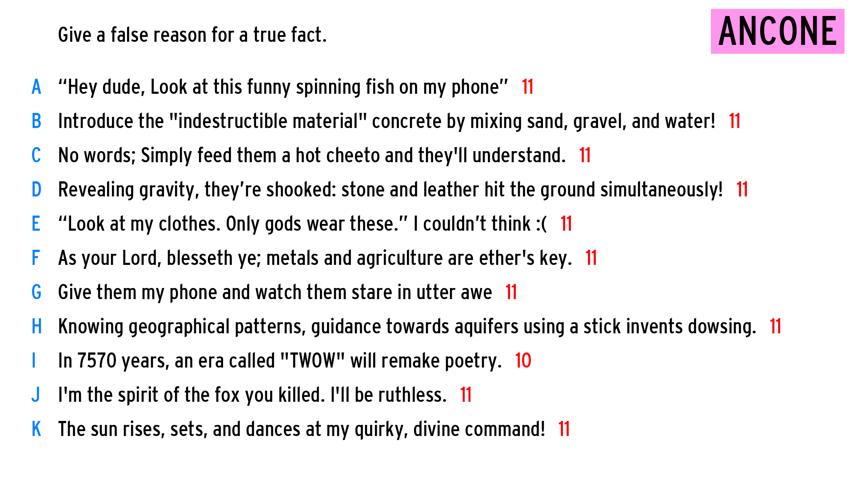 Give a false reason for a true fact.
ANCONE
A “Hey dude, Look at this funny spinning fish on my phone” 11
B Introduce the "indestructible material" concrete by mixing sand, gravel, and water! 11
C No words; Simply feed them a hot cheeto and they'll understand. 11
D Revealing gravity, they’re shooked: stone and leather hit the ground simultaneously! 11
E “Look at my clothes. Only gods wear these.” I couldn’t think :( 11
F As your Lord, blesseth ye; metals and agriculture are ether's key. 11
G Give them my phone and watch them stare in utter awe 11
H Knowing geographical patterns, guidance towards aquifers using a stick invents dowsing. 11
I In 7570 years, an era called "TWOW" will remake poetry. 10
J I'm the spirit of the fox you killed. I'll be ruthless. 11
K The sun rises, sets, and dances at my quirky, divine command! 11